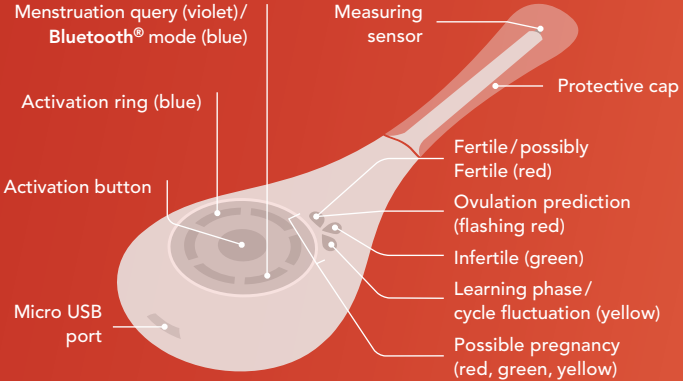 Menstruation query (violet) /
Bluetooth® mode (blue)
Activation ring (blue)
Activation button
Micro USB
port
Measuring
sensor
Protective cap
Fertile / possibly
Fertile (red)
Ovulation prediction
(flashing red)
Infertile (green)
Learning phase /
cycle fluctuation (yellow)
Possible pregnancy
(red, green, yellow)